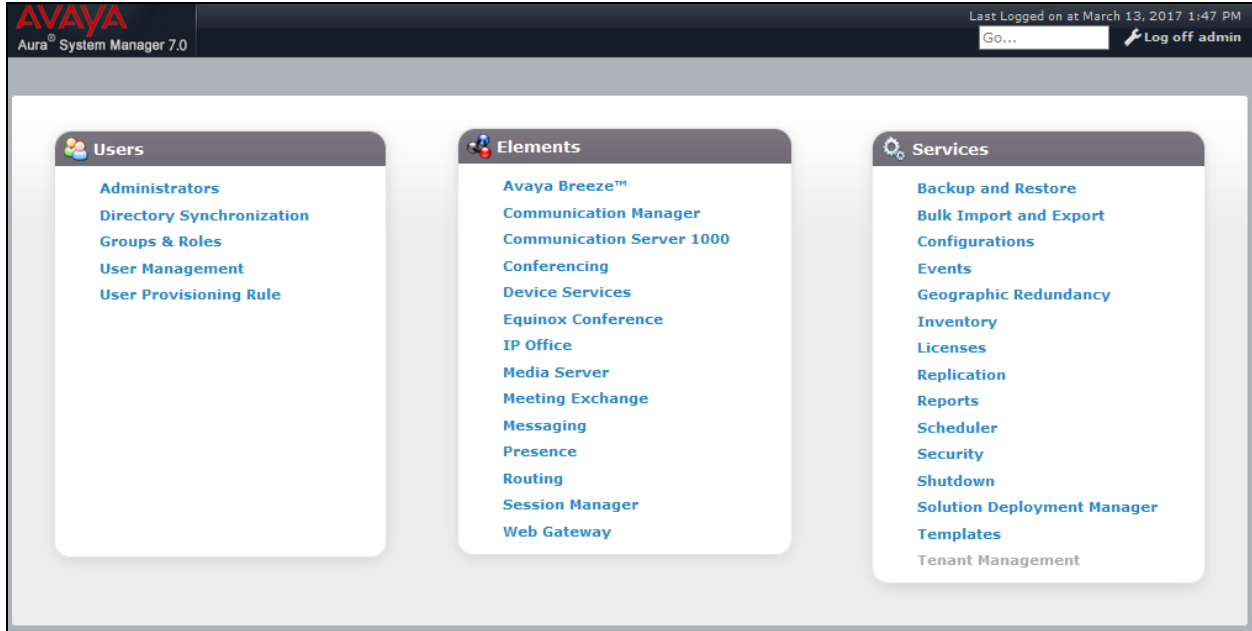 AVAYA
Aura® System Manager 7.0
Last Logged on at March 13, 2017 1:47 PM
Go...
Log off admin
Users
Administrators
Directory Synchronization
Groups & Roles
User Management
User Provisioning Rule
Elements
Avaya Breeze™
Communication Manager
Communication Server 1000
Conferencing
Device Services
Equinox Conference
IP Office
Media Server
Meeting Exchange
Messaging
Presence
Routing
Session Manager
Web Gateway
Services
Backup and Restore
Bulk Import and Export
Configurations
Events
Geographic Redundancy
Inventory
Licenses
Replication
Reports
Scheduler
Security
Shutdown
Solution Deployment Manager
Templates
Tenant Management